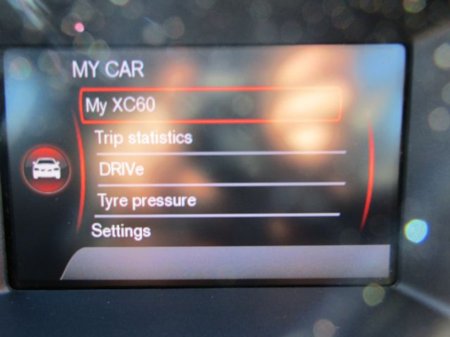 MY CAR
My XC60
Trip statistics
DRIVe
Tyre pressure
Settings